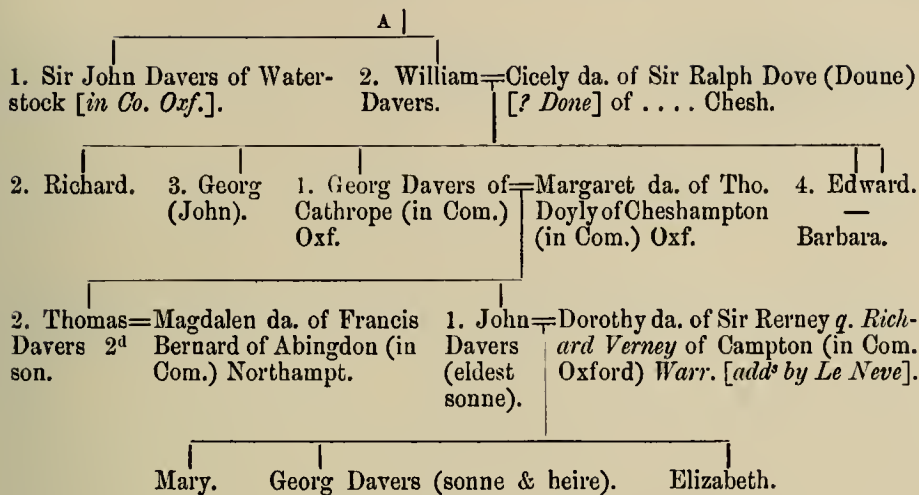 A
1. Sir John Davers of Water-
stock [in Co. Oxf.].
2. William
Davers.
Cicely da. of Sir Ralph Dove (Doune)
[? Done] of .... Chesh.
2. Richard.
3. Georg
(John).
1. Georg Davers of
Cathrope (in Com.)
Oxf.
Margaret da. of Tho.
Doyly of Cheshampton
(in Com.) Oxf.
4. Edward.
—
Barbara.
2. Thomas
Davers 2d
son.
Magdalen da. of Francis
Bernard of Abingdon (in
Com.) Northampt.
1. John
Davers
(eldest
sonne).
Dorothy da. of Sir Rerney q. Rich-
ard Verney of Campton (in Com.
Oxford) Warr. [adds by Le Neve].
Mary.
Georg Davers (sonne & heire).
Elizabeth.